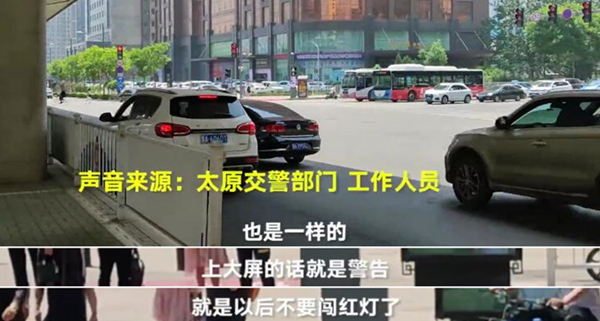 声音来源：太原交警部门 工作人员
也是一样的
上大屏的话就是警告
就是以后不要闯红灯了